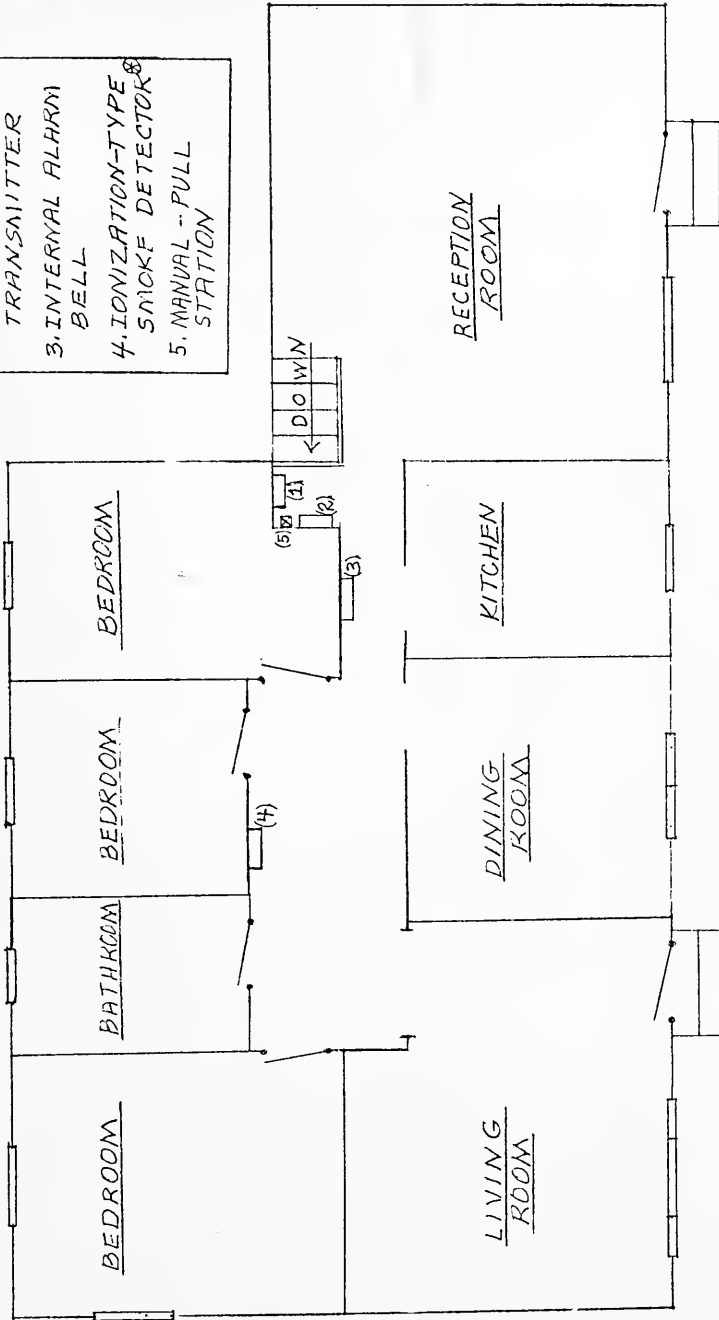 TRANSMITTER
3. INTERNAL ALARM
BELL
4. IONIZATION-TYPE
SMOKE DETECTOR ⊗
5. MANUAL - PULL
STATION
BEDROOM
BATHROOM
BEDROOM
BEDROOM
(4)
(5)
(1)
(2)
(3)
DOWN
LIVING
ROOM
DINING
ROOM
KITCHEN
RECEPTION
ROOM